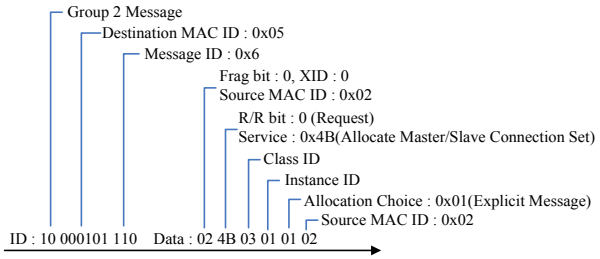 Group 2 Message
Destination MAC ID : 0x05
Message ID : 0x6
Frag bit : 0, XID : 0
Source MAC ID : 0x02
R/R bit : 0 (Request)
Service : 0x4B(Allocate Master/Slave Connection Set)
Class ID
Instance ID
Allocation Choice : 0x01(Explicit Message)
Source MAC ID : 0x02
ID : 10 000101 110 Data : 02 4B 03 01 01 02